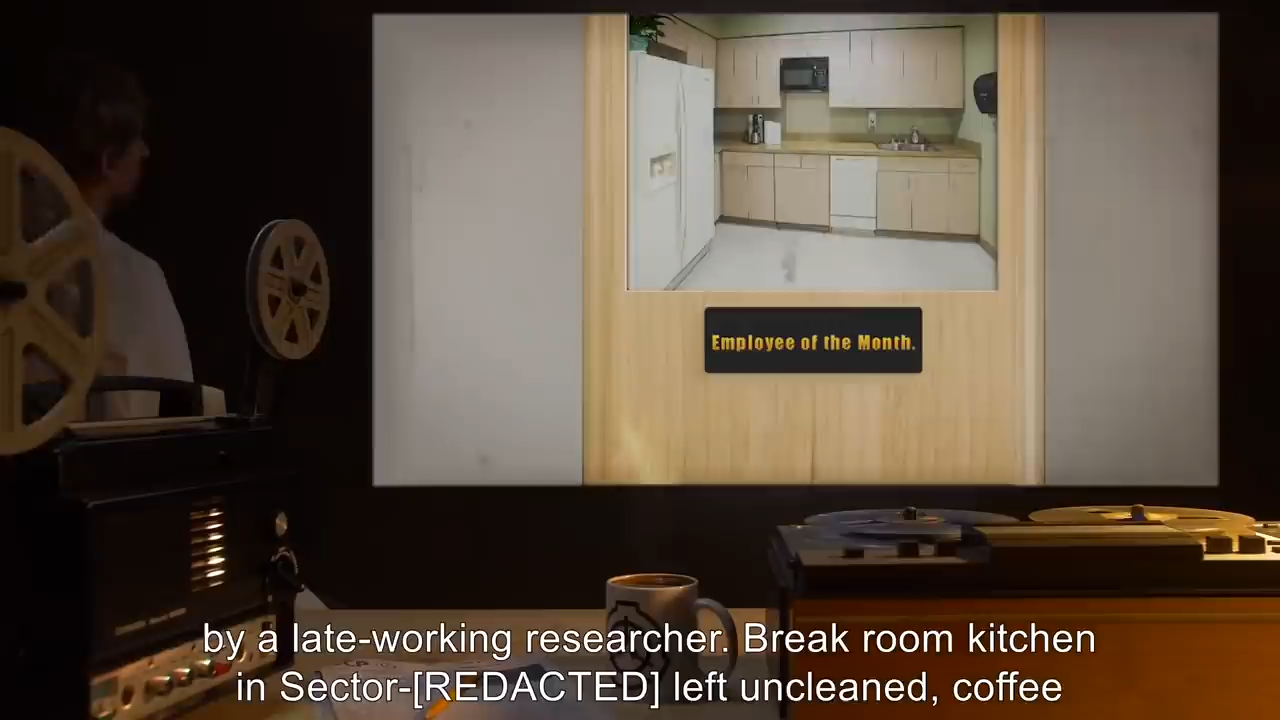 Employee of the Month.
by a late-working researcher. Break room kitchen
in Sector-[REDACTED] left uncleaned, coffee